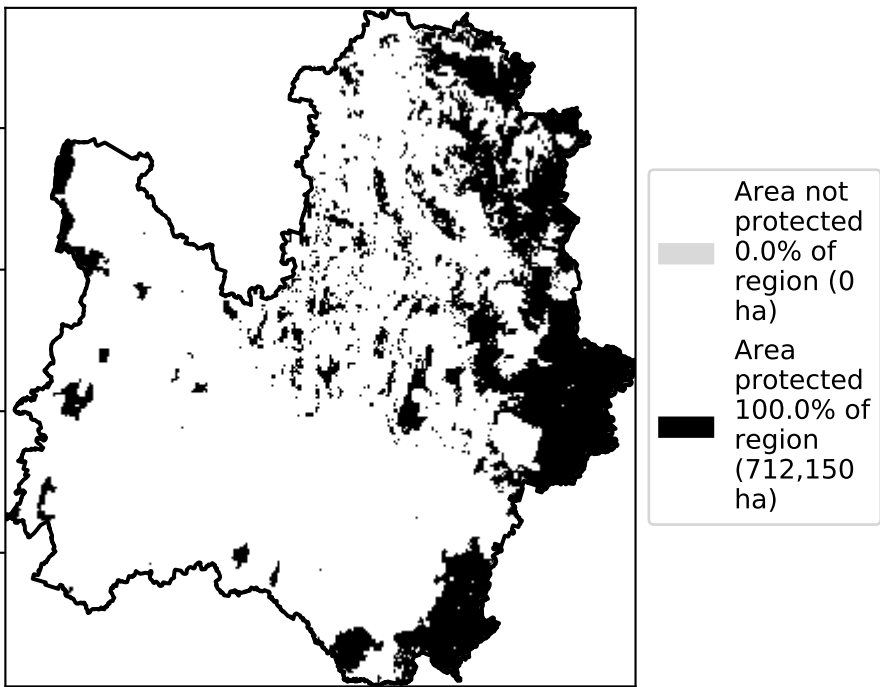 Area not
protected
0.0% of
region (0
ha)
Area
protected
100.0% of
region
(712,150
ha)